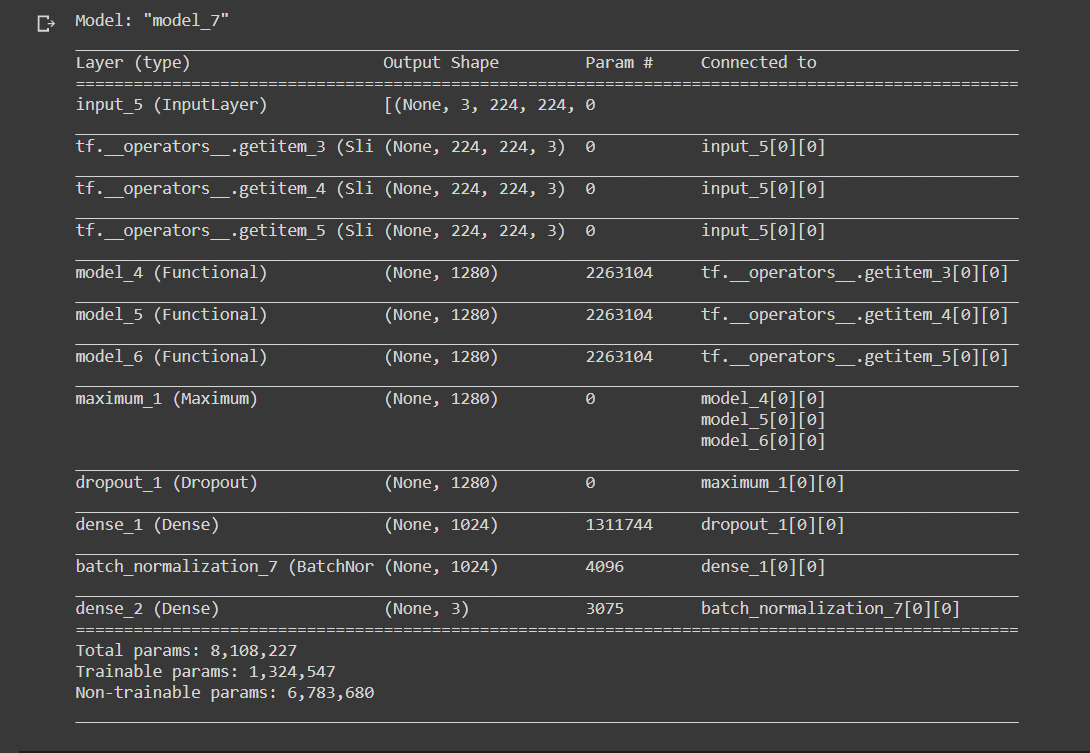 Model: "model_7"
Layer (type) Output Shape Param # Connected to
input_5 (InputLayer) [(None, 3, 224, 224, 0
tf.__operators__.getitem_3 (Sli (None, 224, 224, 3) 0 input_5[0][0]
tf.__operators__.getitem_4 (Sli (None, 224, 224, 3) 0 input_5[0][0]
tf.__operators__.getitem_5 (Sli (None, 224, 224, 3) 0 input_5[0][0]
model_4 (Functional) (None, 1280) 2263104 tf.__operators__.getitem_3[0][0]
model_5 (Functional) (None, 1280) 2263104 tf.__operators__.getitem_4[0][0]
model_6 (Functional) (None, 1280) 2263104 tf.__operators__.getitem_5[0][0]
maximum_1 (Maximum) (None, 1280) 0 model_4[0][0]
model_5[0][0]
model_6[0][0]
dropout_1 (Dropout) (None, 1280) 0 maximum_1[0][0]
dense_1 (Dense) (None, 1024) 1311744 dropout_1[0][0]
batch_normalization_7 (BatchNor (None, 1024) 4096 dense_1[0][0]
dense_2 (Dense) (None, 3) 3075 batch_normalization_7[0][0]
Total params: 8,108,227
Trainable params: 1,324,547
Non-trainable params: 6,783,680